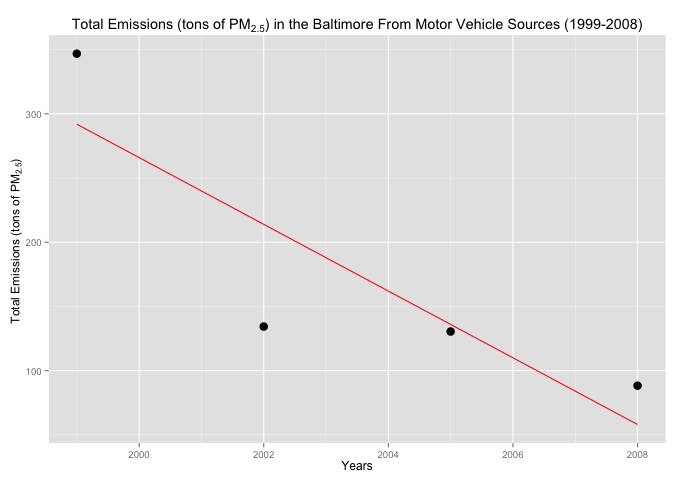 Total Emissions (tons of PM2.5) in the Baltimore From Motor Vehicle Sources (1999-2008)
Total Emissions (tons of PM2.5)
300
200
100
2000 2002 2004 2006 2008
Years